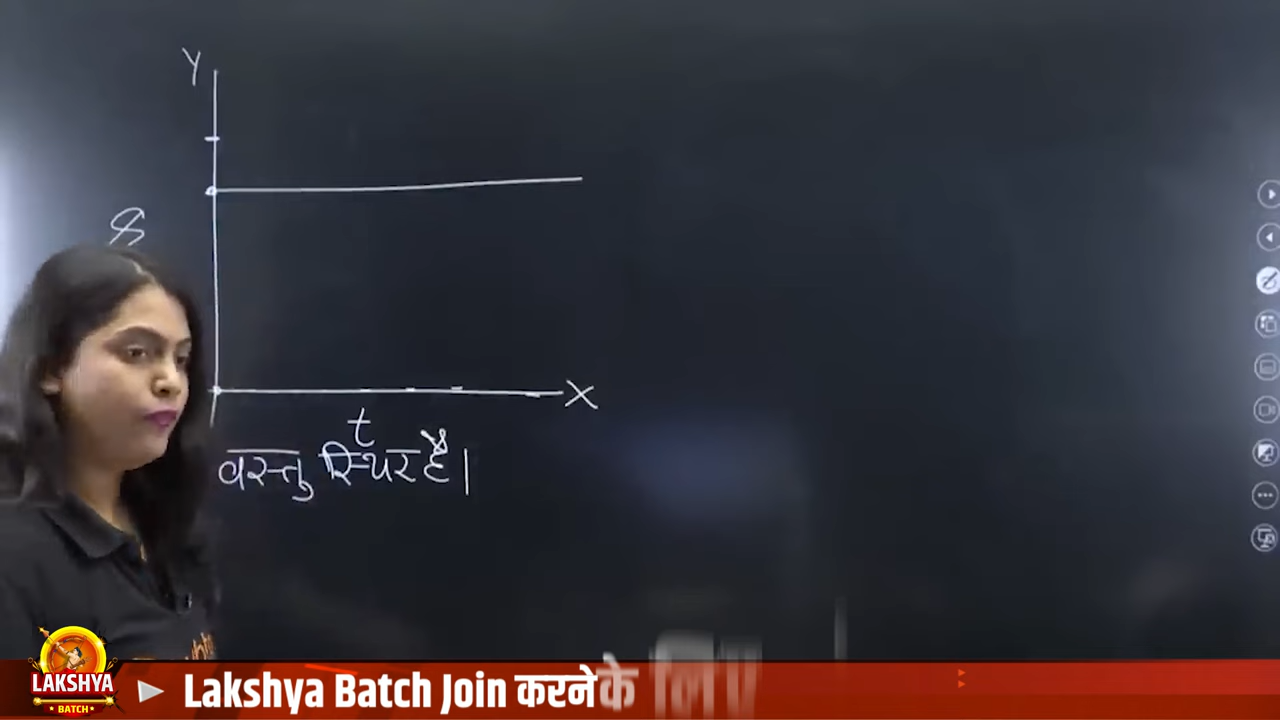 Y
S
X
t
वस्तु स्थिर है।
LAKSHYA
BATCH
Lakshya Batch Join करने के लिए